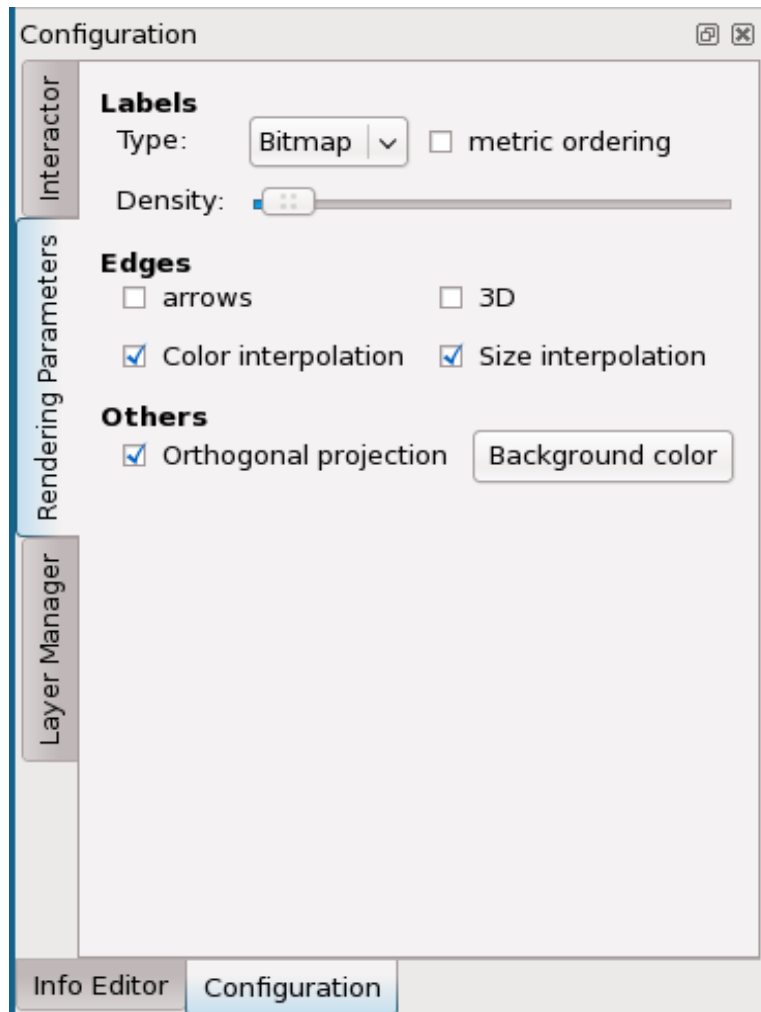 Configuration
Interactor
Rendering Parameters
Layer Manager
Labels
Type: Bitmap metric ordering
Density:
Edges
arrows 3D
Color interpolation Size interpolation
Others
Orthogonal projection Background color
Info Editor Configuration